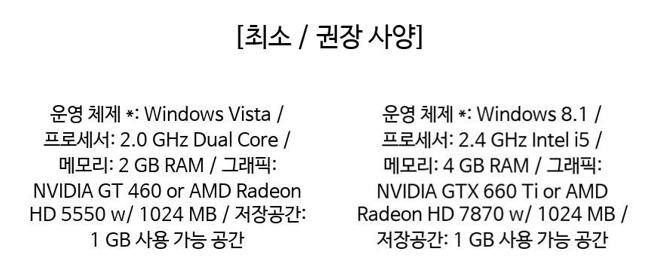 [최소 / 권장 사양]
운영 체제 *: Windows Vista /
프로세서: 2.0 GHz Dual Core /
메모리: 2 GB RAM / 그래픽:
NVIDIA GT 460 or AMD Radeon
HD 5550 w/ 1024 MB / 저장공간:
1 GB 사용 가능 공간
운영 체제 *: Windows 8.1 /
프로세서: 2.4 GHz Intel i5 /
메모리: 4 GB RAM / 그래픽:
NVIDIA GTX 660 Ti or AMD
Radeon HD 7870 w/ 1024 MB /
저장공간: 1 GB 사용 가능 공간